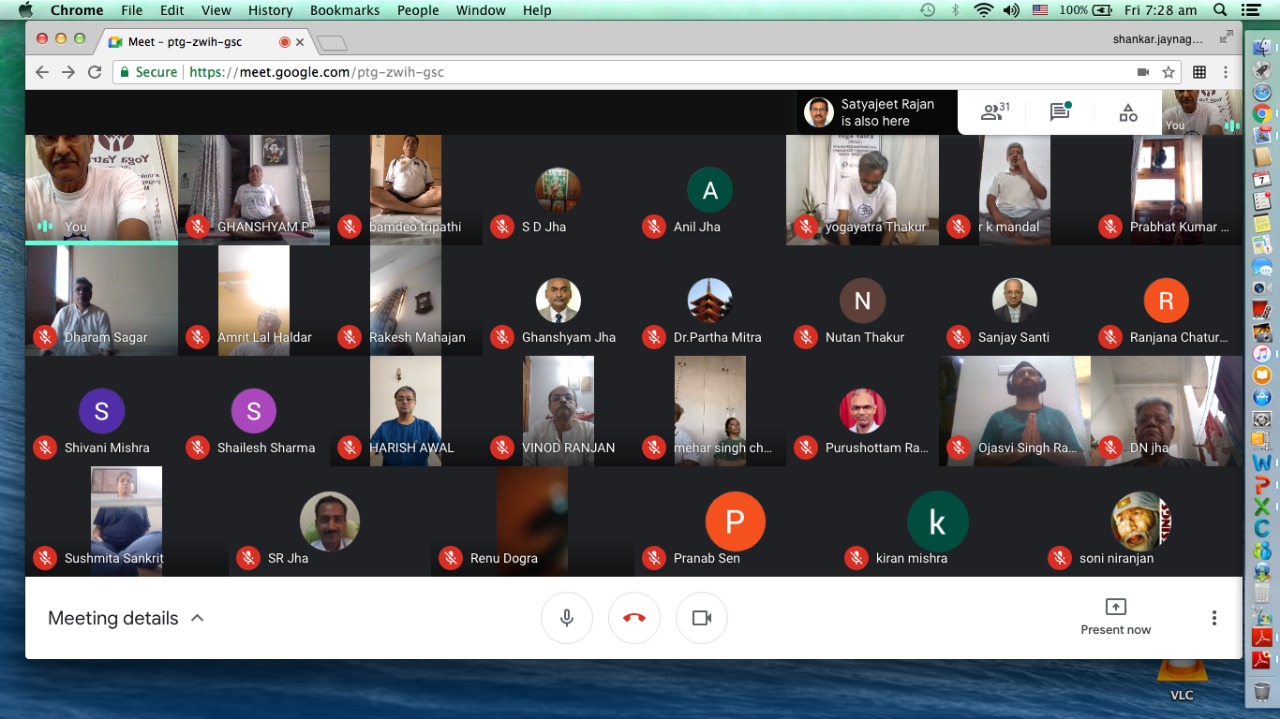 Chrome File Edit View History Bookmarks People Window Help 100% Fri 7:28 am
Meet - ptg-zwih-gsc shankar.jaynag...
Secure https://meet.google.com/ptg-zwih-gsc
Satyajeet Rajan
is also here
31
You
Yoga Yatra
You GHANSHYAM P... bamdeo tripathi S D Jha A Anil Jha yogayatra Thakur r k mandal Prabhat Kumar ...
Dharam Sagar Amrit Lal Haldar Rakesh Mahajan Ghanshyam Jha Dr.Partha Mitra N Nutan Thakur Sanjay Santi R Ranjana Chatur...
S Shivani Mishra S Shailesh Sharma HARISH AWAL VINOD RANJAN mehar singh ch... Purushottam Ra... Ojasvi Singh Ra... DN jha
Sushmita Sankrit SR Jha Renu Dogra P Pranab Sen k kiran mishra soni niranjan
Meeting details
Present now
VLC